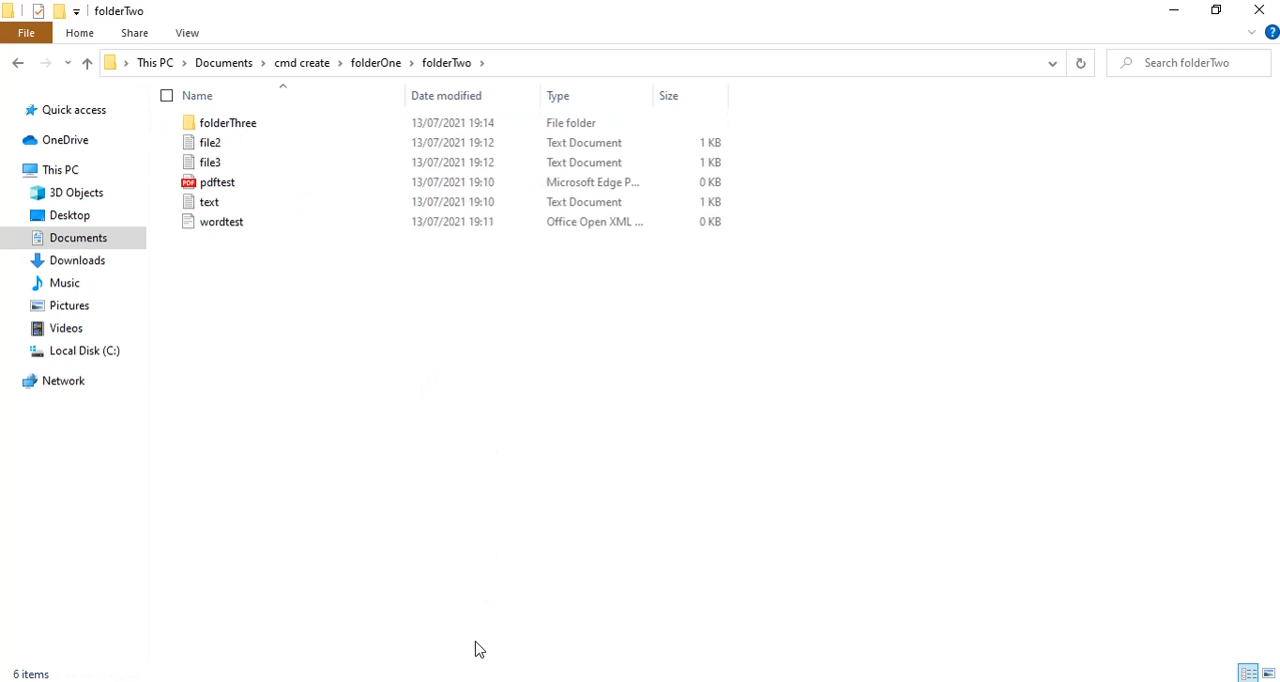 folderTwo
File Home Share View
This PC Documents cmd create folderOne folderTwo Search folderTwo
Name Date modified Type Size
Quick access
OneDrive
This PC
3D Objects
Desktop
Documents
Downloads
Music
Pictures
Videos
Local Disk (C:)
Network
folderThree 13/07/2021 19:14 File folder
file2 13/07/2021 19:12 Text Document 1 KB
file3 13/07/2021 19:12 Text Document 1 KB
PDF pdftest 13/07/2021 19:10 Microsoft Edge P... 0 KB
text 13/07/2021 19:10 Text Document 1 KB
wordtest 13/07/2021 19:11 Office Open XML ... 0 KB
6 items